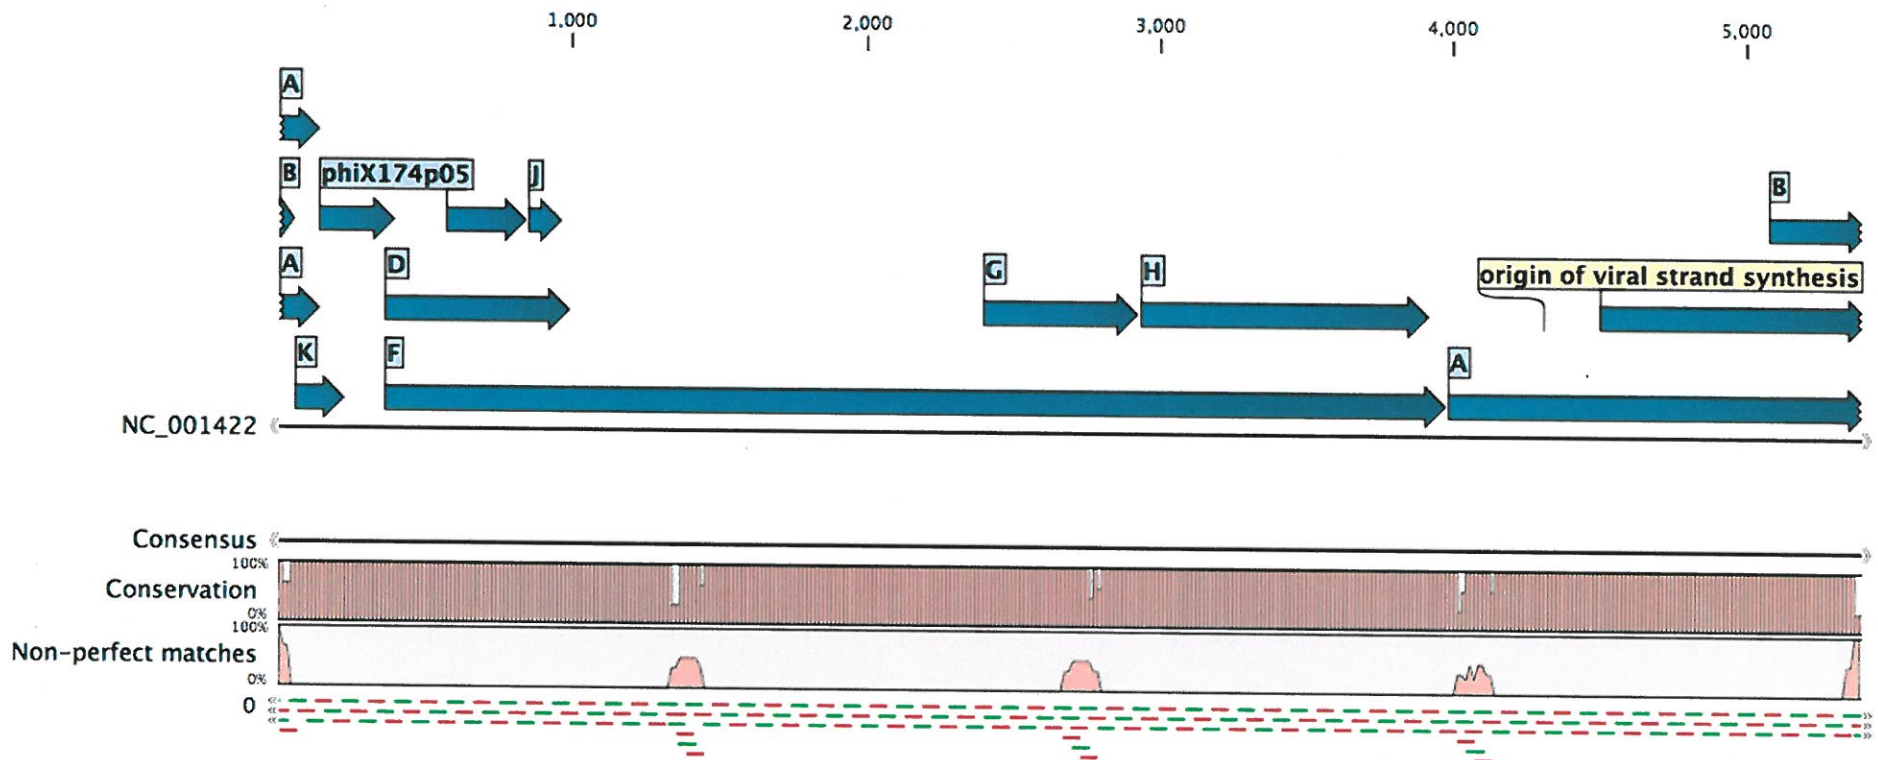 1,000 2,000 3,000 4,000 5,000
A
B phiX174p05 J B
A D G H origin of viral strand synthesis
K F A
NC_001422
Consensus
100%
Conservation
0%
100%
Non-perfect matches
0%
0